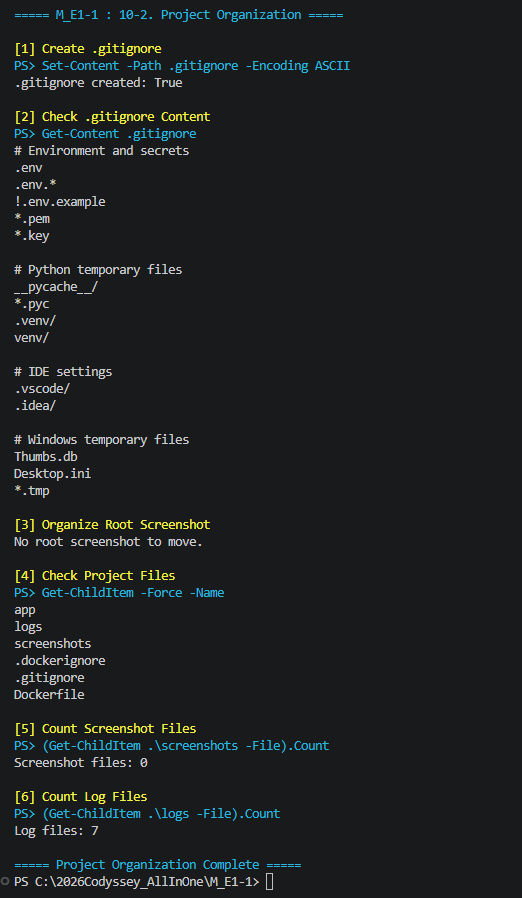 ===== M_E1-1 : 10-2. Project Organization =====
[1] Create .gitignore
PS> Set-Content -Path .gitignore -Encoding ASCII
.gitignore created: True
[2] Check .gitignore Content
PS> Get-Content .gitignore
# Environment and secrets
.env
.env.*
!.env.example
*.pem
*.key
# Python temporary files
__pycache__/
*.pyc
.venv/
venv/
# IDE settings
.vscode/
.idea/
# Windows temporary files
Thumbs.db
Desktop.ini
*.tmp
[3] Organize Root Screenshot
No root screenshot to move.
[4] Check Project Files
PS> Get-ChildItem -Force -Name
app
logs
screenshots
.dockerignore
.gitignore
Dockerfile
[5] Count Screenshot Files
PS> (Get-ChildItem .\screenshots -File).Count
Screenshot files: 0
[6] Count Log Files
PS> (Get-ChildItem .\logs -File).Count
Log files: 7
===== Project Organization Complete =====
PS C:\2026Codyssey_AllInOne\M_E1-1>